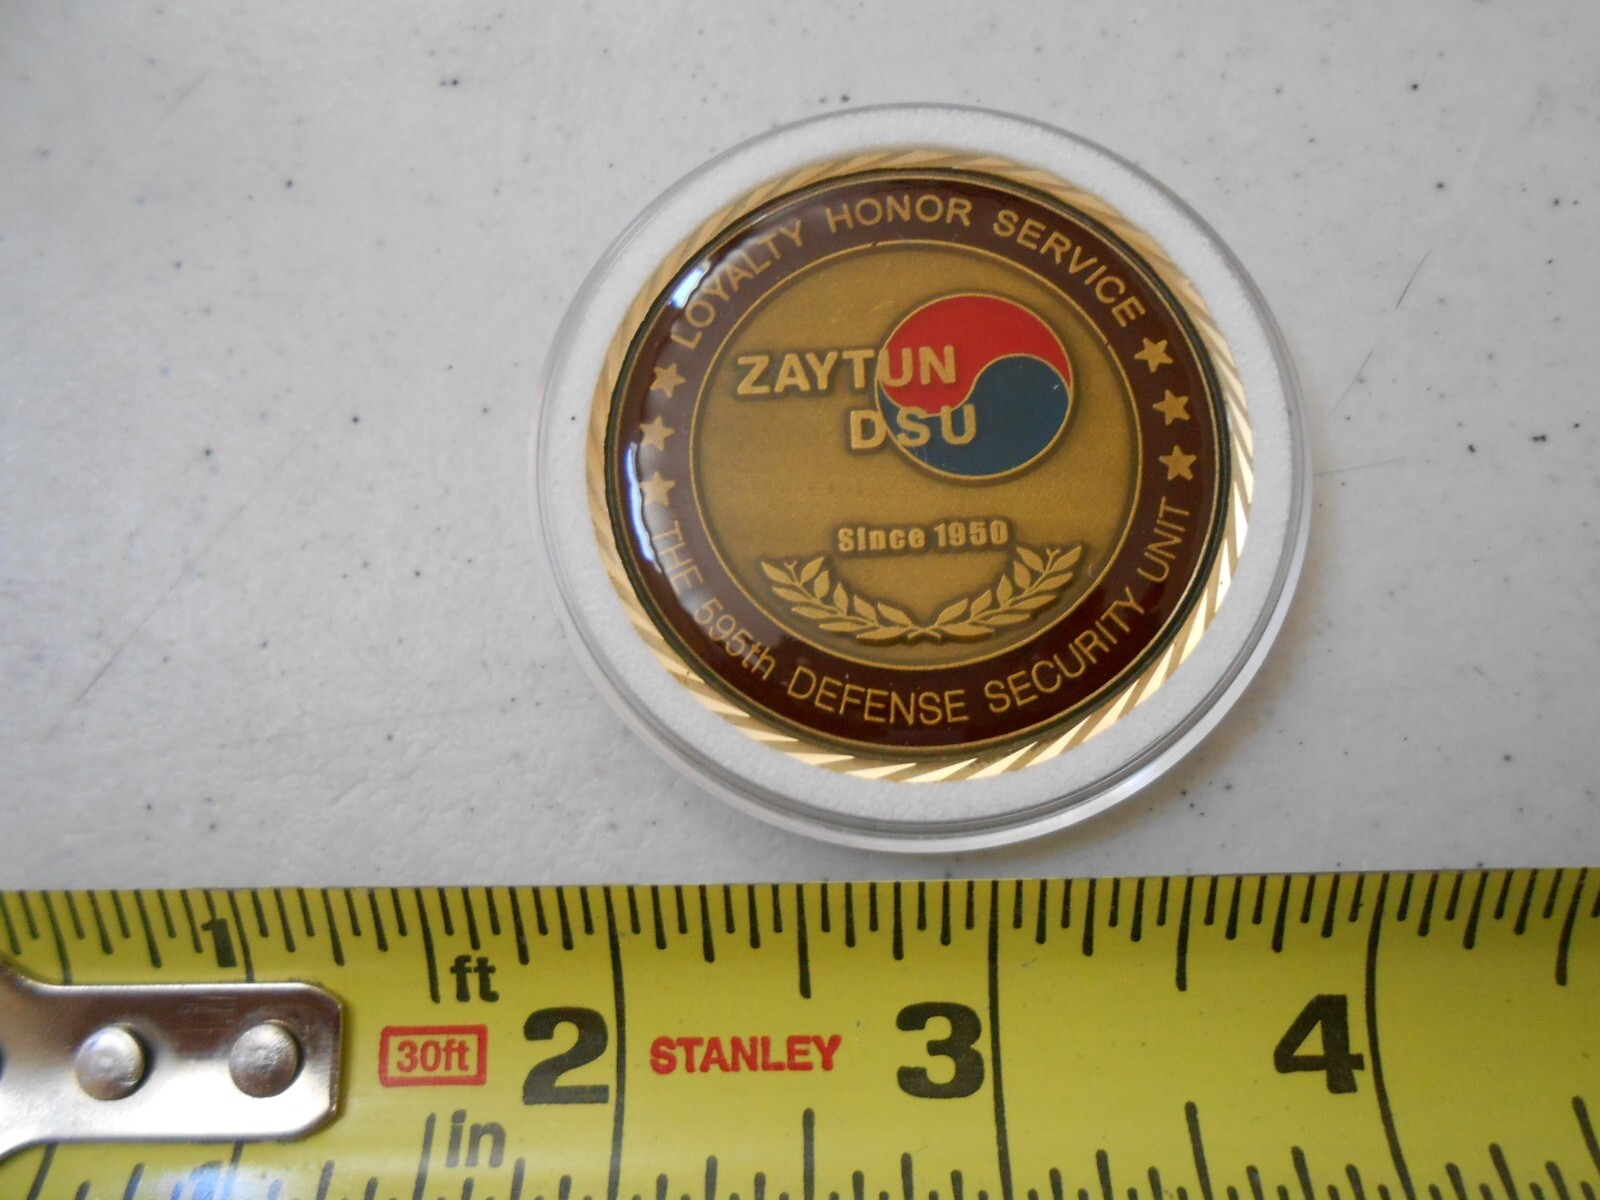 LOYALTY HONOR SERVICE
ZAYTUN
DSU
Since 1950
THE 595th DEFENSE SECURITY UNIT
1
ft
30ft
2
STANLEY
3
4
in